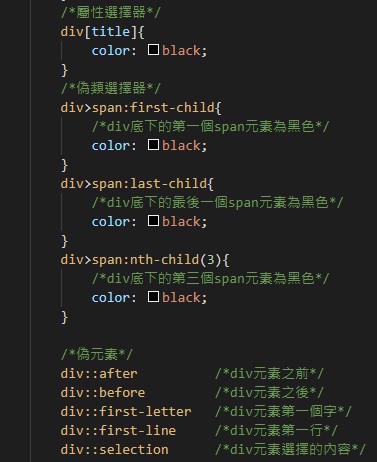 /*屬性選擇器*/
div[title]{
color: black;
}
/*偽類選擇器*/
div>span:first-child{
/*div底下的第一個span元素為黑色*/
color: black;
}
div>span:last-child{
/*div底下的最後一個span元素為黑色*/
color: black;
}
div>span:nth-child(3){
/*div底下的第三個span元素為黑色*/
color: black;
}
/*偽元素*/
div::after /*div元素之前*/
div::before /*div元素之後*/
div::first-letter /*div元素第一個字*/
div::first-line /*div元素第一行*/
div::selection /*div元素選擇的內容*/